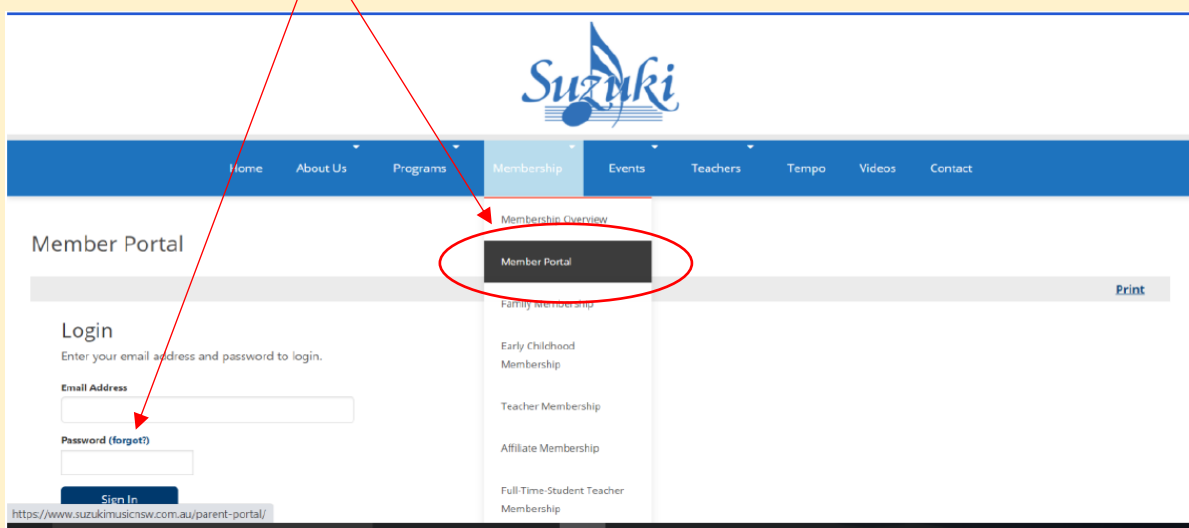 Suzuki
Home About Us Programs Membership Events Teachers Tempo Videos Contact
Membership Overview
Member Portal
Member Portal
Print
Family Membership
Login
Enter your email address and password to login.
Early Childhood
Membership
Email Address
Teacher Membership
Password (forgot?)
Affiliate Membership
Sign In
Full-Time-Student Teacher
Membership
https://www.suzukimusicnsw.com.au/parent-portal/